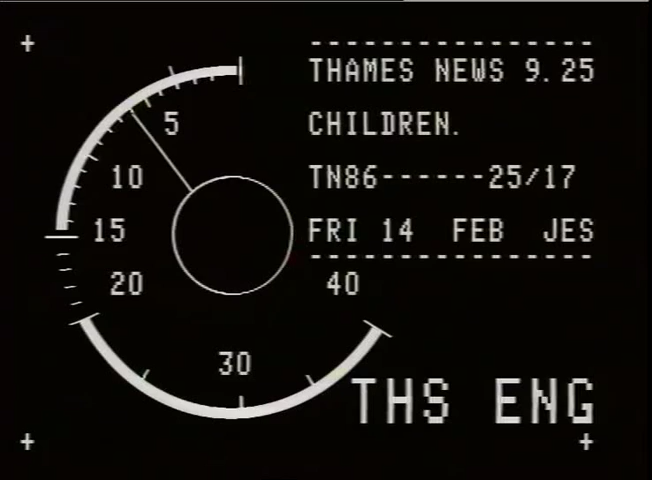 THAMES NEWS 9.25
CHILDREN.
TN86------25/17
FRI 14 FEB JES
5
10
15
20
30
40
THS ENG